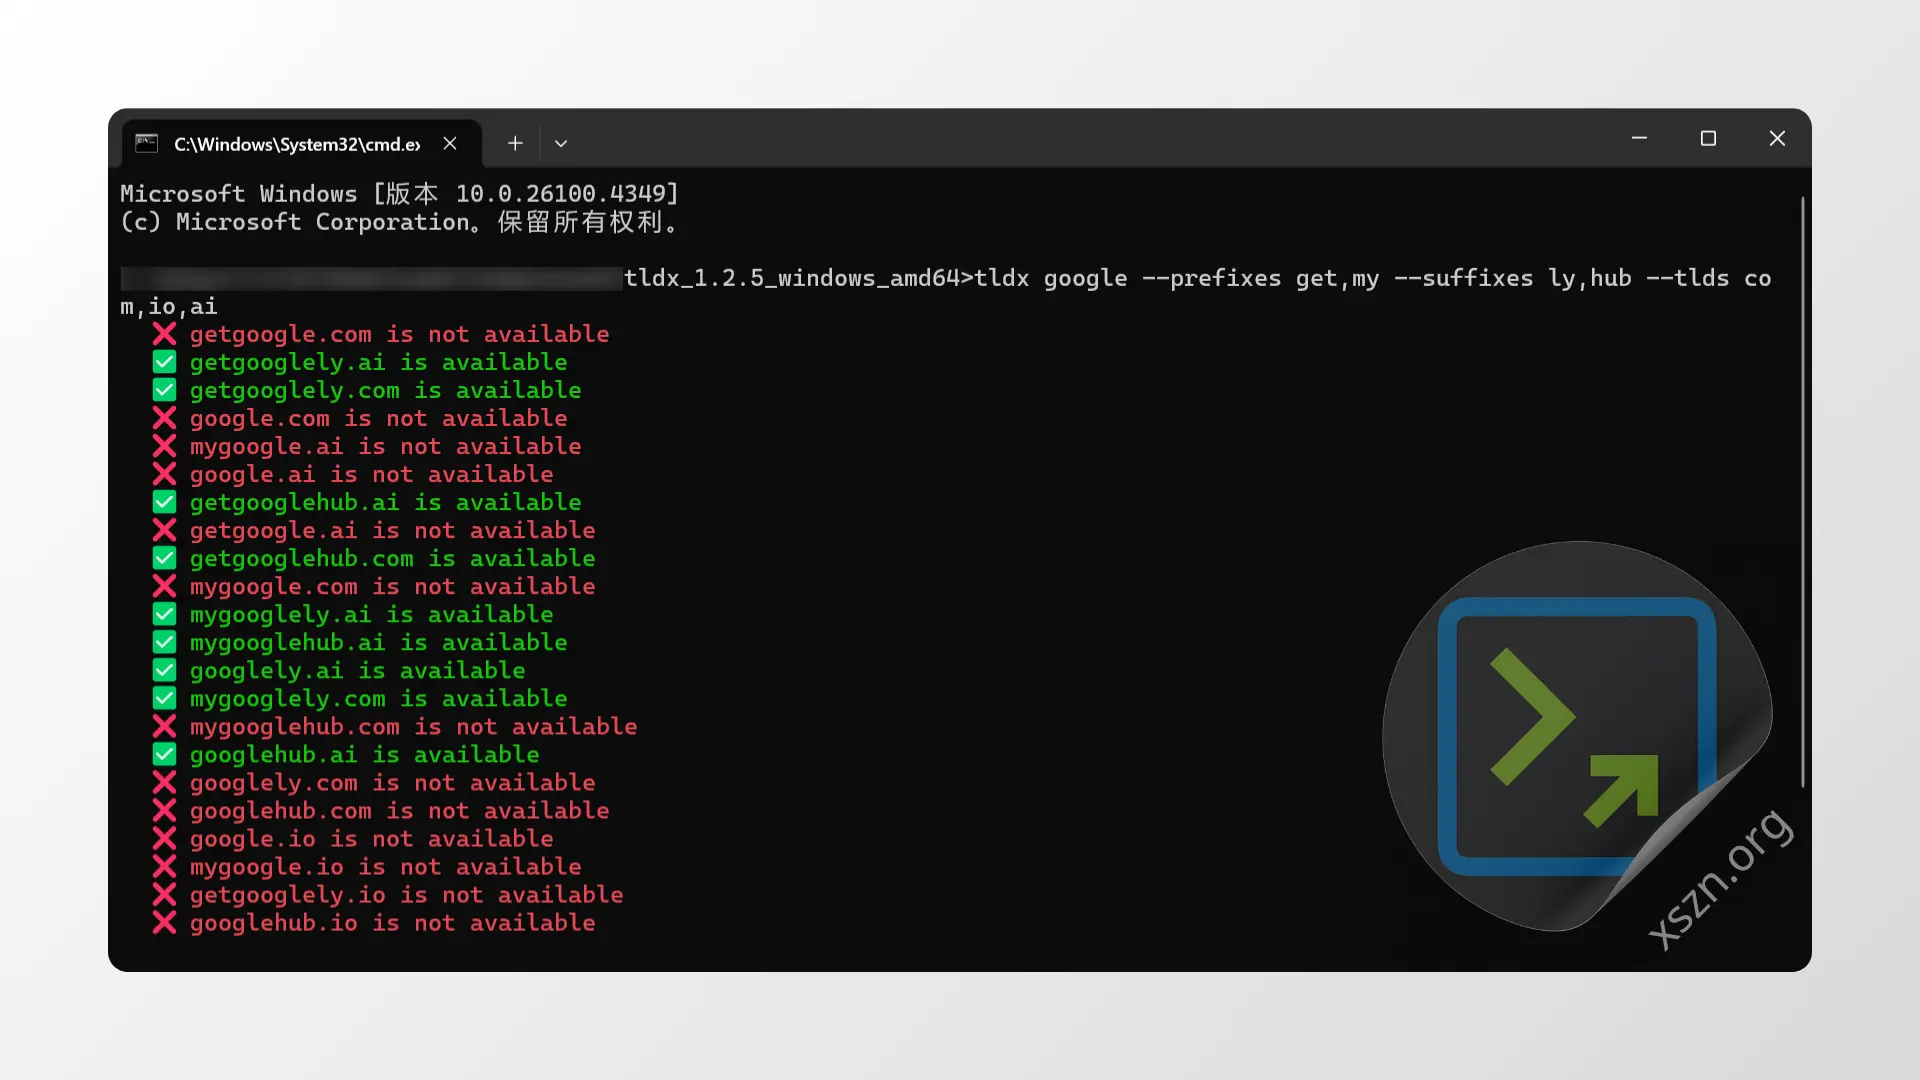 C:\Windows\System32\cmd.ex
Microsoft Windows [版本 10.0.26100.4349]
(c) Microsoft Corporation。保留所有权利。
tldx_1.2.5_windows_amd64>tldx google --prefixes get,my --suffixes ly,hub --tlds co
m,io,ai
❌ getgoogle.com is not available
✅ getgooglely.ai is available
✅ getgooglely.com is available
❌ google.com is not available
❌ mygoogle.ai is not available
❌ google.ai is not available
✅ getgooglehub.ai is available
❌ getgoogle.ai is not available
✅ getgooglehub.com is available
❌ mygoogle.com is not available
✅ mygooglely.ai is available
✅ mygooglehub.ai is available
✅ googlely.ai is available
✅ mygooglely.com is available
❌ mygooglehub.com is not available
✅ googlehub.ai is available
❌ googlely.com is not available
❌ googlehub.com is not available
❌ google.io is not available
❌ mygoogle.io is not available
❌ getgooglely.io is not available
❌ googlehub.io is not available
xszn.org